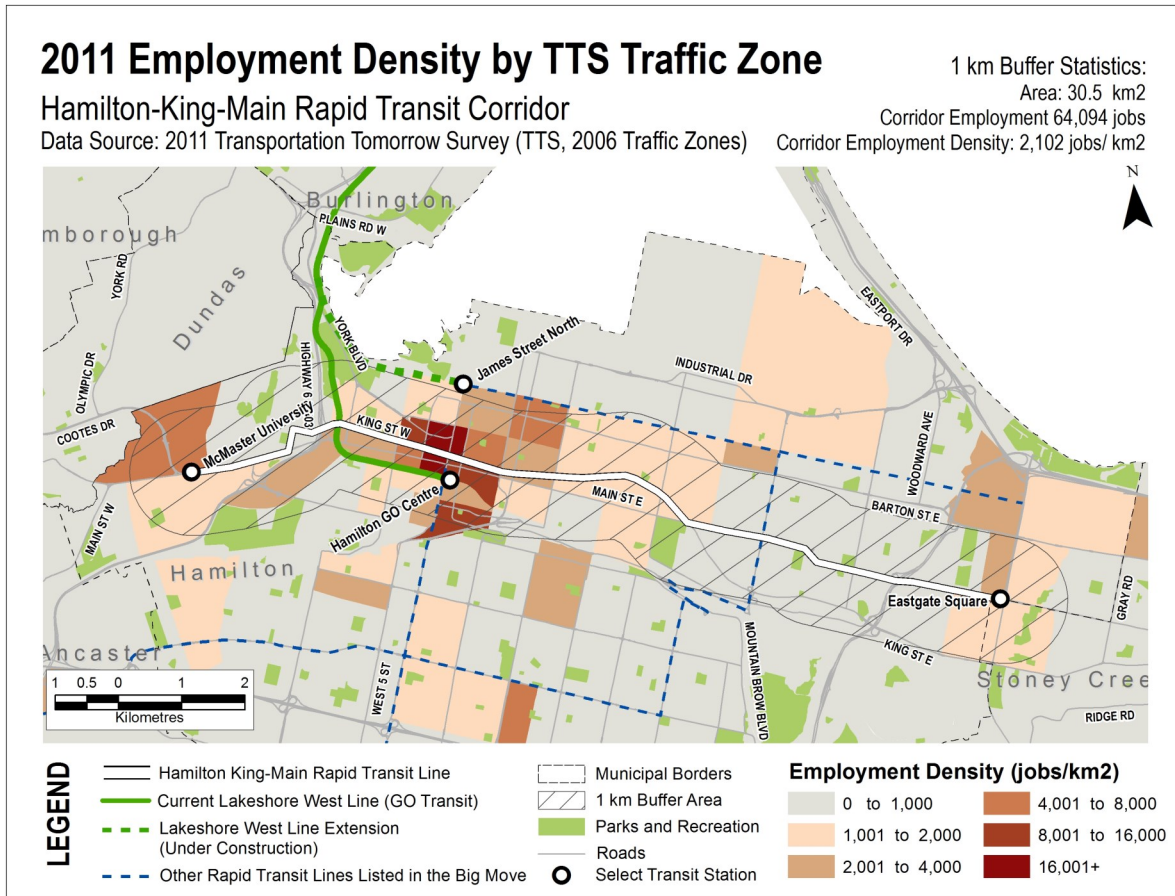 2011 Employment Density by TTS Traffic Zone
Hamilton-King-Main Rapid Transit Corridor
Data Source: 2011 Transportation Tomorrow Survey (TTS, 2006 Traffic Zones)
1 km Buffer Statistics:
Area: 30.5 km2
Corridor Employment 64,094 jobs
Corridor Employment Density: 2,102 jobs/ km2
N
Burlington
PLAINS RD W
mborough
YORK RD
Dundas
YORK BLVD
HIGHWAY 6
403
OLYMPIC DR
COOTES DR
McMaster University
KING ST W
James Street North
INDUSTRIAL DR
EASTPORT DR
WOODWARD AVE
MAIN ST E
BARTON ST E
MAIN ST W
Hamilton GO Centre
Hamilton
Eastgate Square
GRAY RD
KING ST E
Ancaster
WEST 5 ST
MOUNTAIN BROW BLVD
Stoney Cree
RIDGE RD
1 0.5 0 1 2
Kilometres
LEGEND
Hamilton King-Main Rapid Transit Line
Current Lakeshore West Line (GO Transit)
Lakeshore West Line Extension
(Under Construction)
Other Rapid Transit Lines Listed in the Big Move
Municipal Borders
1 km Buffer Area
Parks and Recreation
Roads
Select Transit Station
Employment Density (jobs/km2)
0 to 1,000
1,001 to 2,000
2,001 to 4,000
4,001 to 8,000
8,001 to 16,000
16,001+